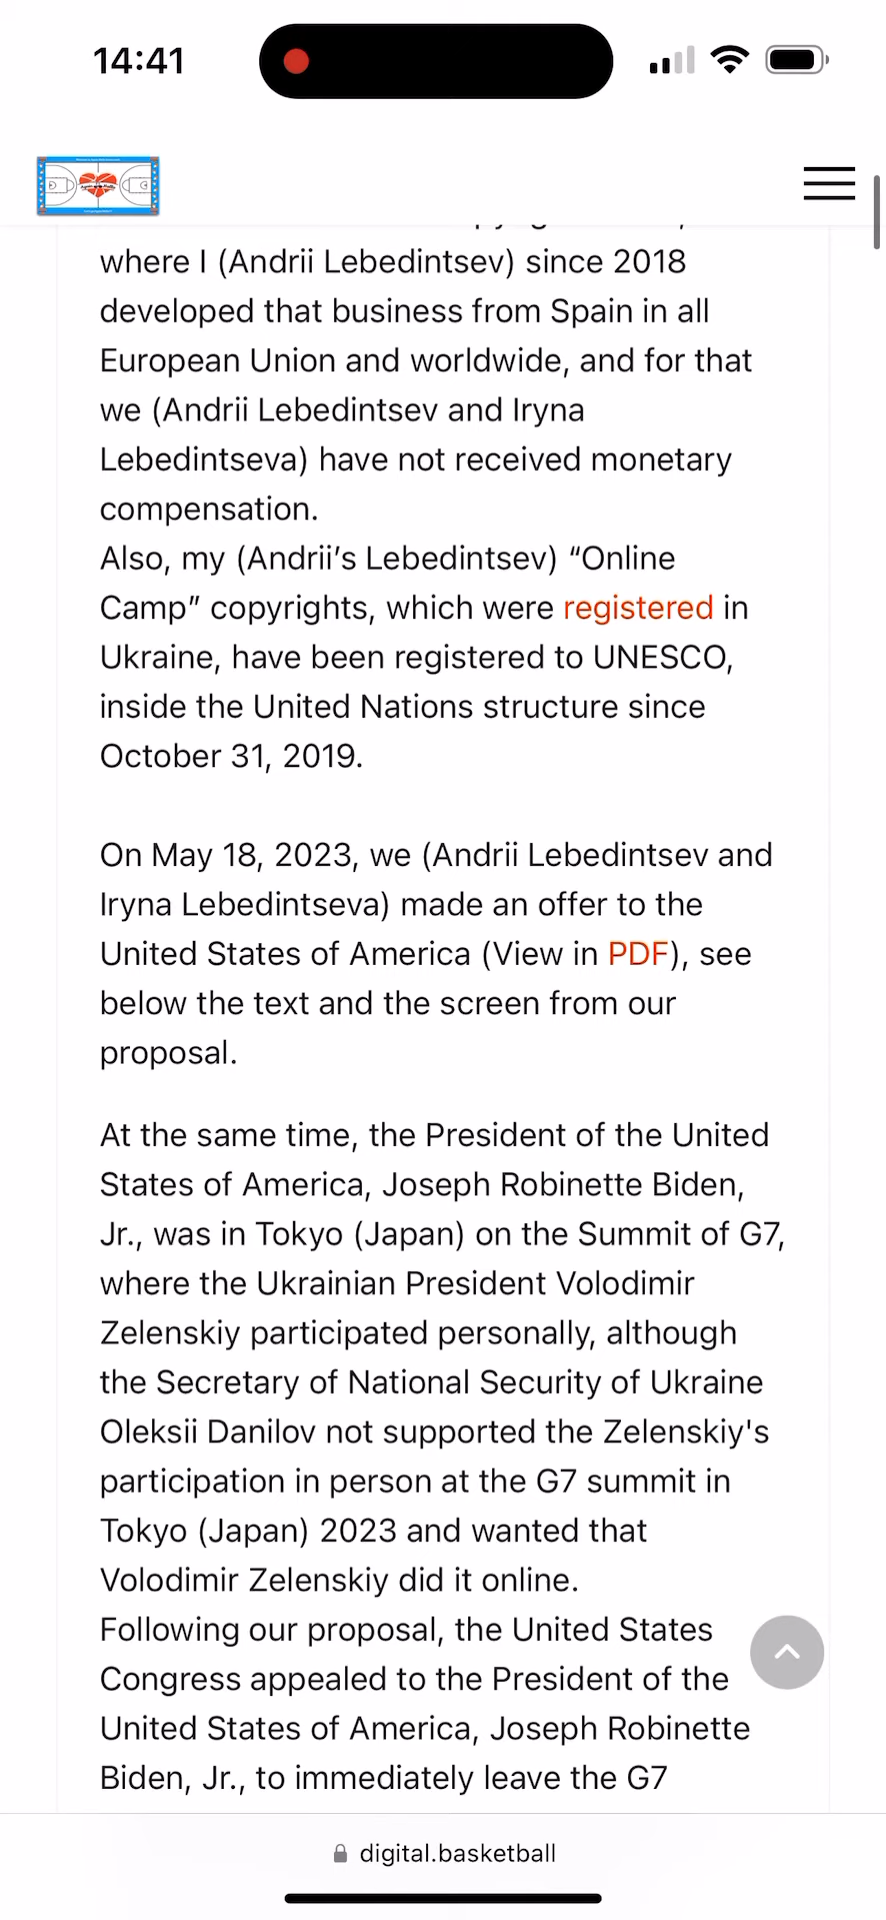 14:41
where I (Andrii Lebedintsev) since 2018
developed that business from Spain in all
European Union and worldwide, and for that
we (Andrii Lebedintsev and Iryna
Lebedintseva) have not received monetary
compensation.
Also, my (Andrii’s Lebedintsev) “Online
Camp” copyrights, which were registered in
Ukraine, have been registered to UNESCO,
inside the United Nations structure since
October 31, 2019.
On May 18, 2023, we (Andrii Lebedintsev and
Iryna Lebedintseva) made an offer to the
United States of America (View in PDF), see
below the text and the screen from our
proposal.
At the same time, the President of the United
States of America, Joseph Robinette Biden,
Jr., was in Tokyo (Japan) on the Summit of G7,
where the Ukrainian President Volodimir
Zelenskiy participated personally, although
the Secretary of National Security of Ukraine
Oleksii Danilov not supported the Zelenskiy's
participation in person at the G7 summit in
Tokyo (Japan) 2023 and wanted that
Volodimir Zelenskiy did it online.
Following our proposal, the United States
Congress appealed to the President of the
United States of America, Joseph Robinette
Biden, Jr., to immediately leave the G7
digital.basketball